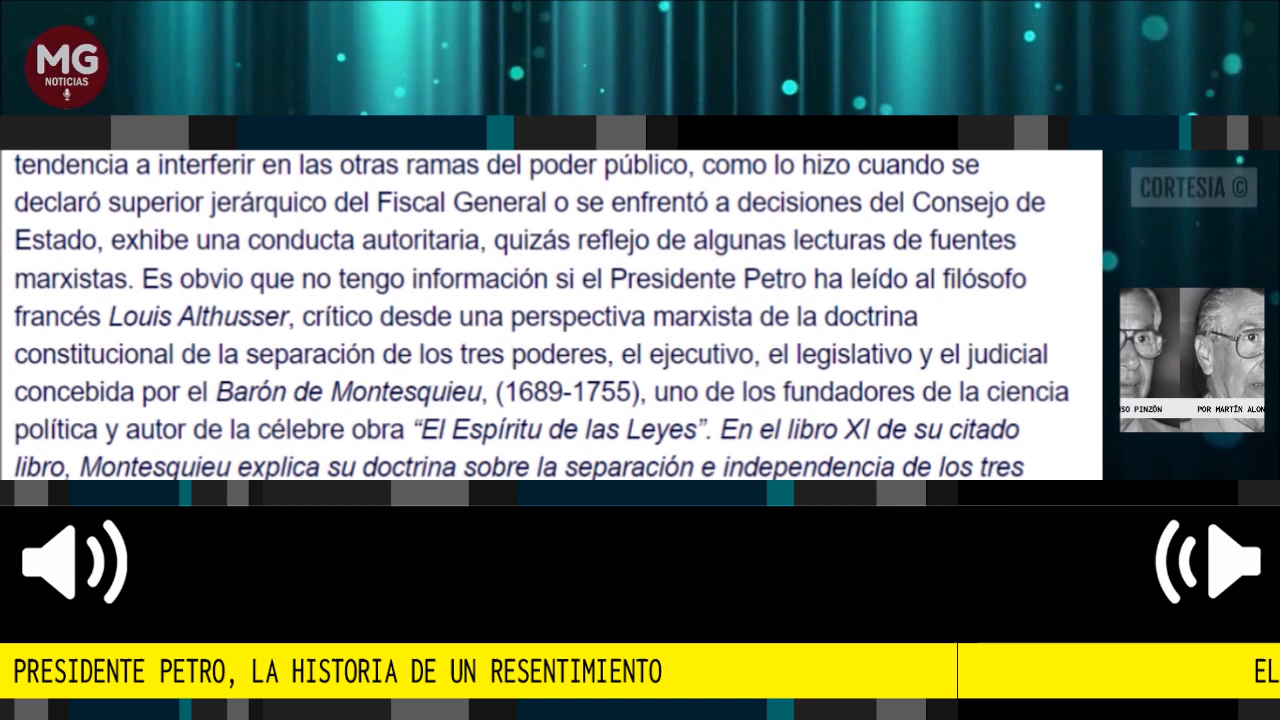 MG
NOTICIAS
tendencia a interferir en las otras ramas del poder público, como lo hizo cuando se
declaró superior jerárquico del Fiscal General o se enfrentó a decisiones del Consejo de
Estado, exhibe una conducta autoritaria, quizás reflejo de algunas lecturas de fuentes
marxistas. Es obvio que no tengo información si el Presidente Petro ha leído al filósofo
francés Louis Althusser, crítico desde una perspectiva marxista de la doctrina
constitucional de la separación de los tres poderes, el ejecutivo, el legislativo y el judicial
concebida por el Barón de Montesquieu, (1689-1755), uno de los fundadores de la ciencia
política y autor de la célebre obra “El Espíritu de las Leyes”. En el libro XI de su citado
libro, Montesquieu explica su doctrina sobre la separación e independencia de los tres
CORTESIA ©
PINZÓN POR MARTÍN
PRESIDENTE PETRO, LA HISTORIA DE UN RESENTIMIENTO
EL